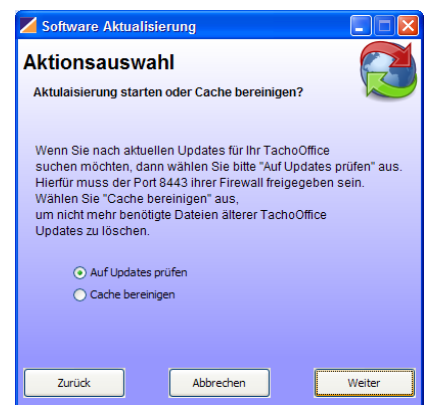 Software Aktualisierung
Aktionsauswahl
Aktulaisierung starten oder Cache bereinigen?
Wenn Sie nach aktuellen Updates für Ihr TachoOffice
suchen möchten, dann wählen Sie bitte "Auf Updates prüfen" aus.
Hierfür muss der Port 8443 ihrer Firewall freigegeben sein.
Wählen Sie "Cache bereinigen" aus,
um nicht mehr benötigte Dateien älterer TachoOffice
Updates zu löschen.
Auf Updates prüfen
Cache bereinigen
Zurück Abbrechen Weiter